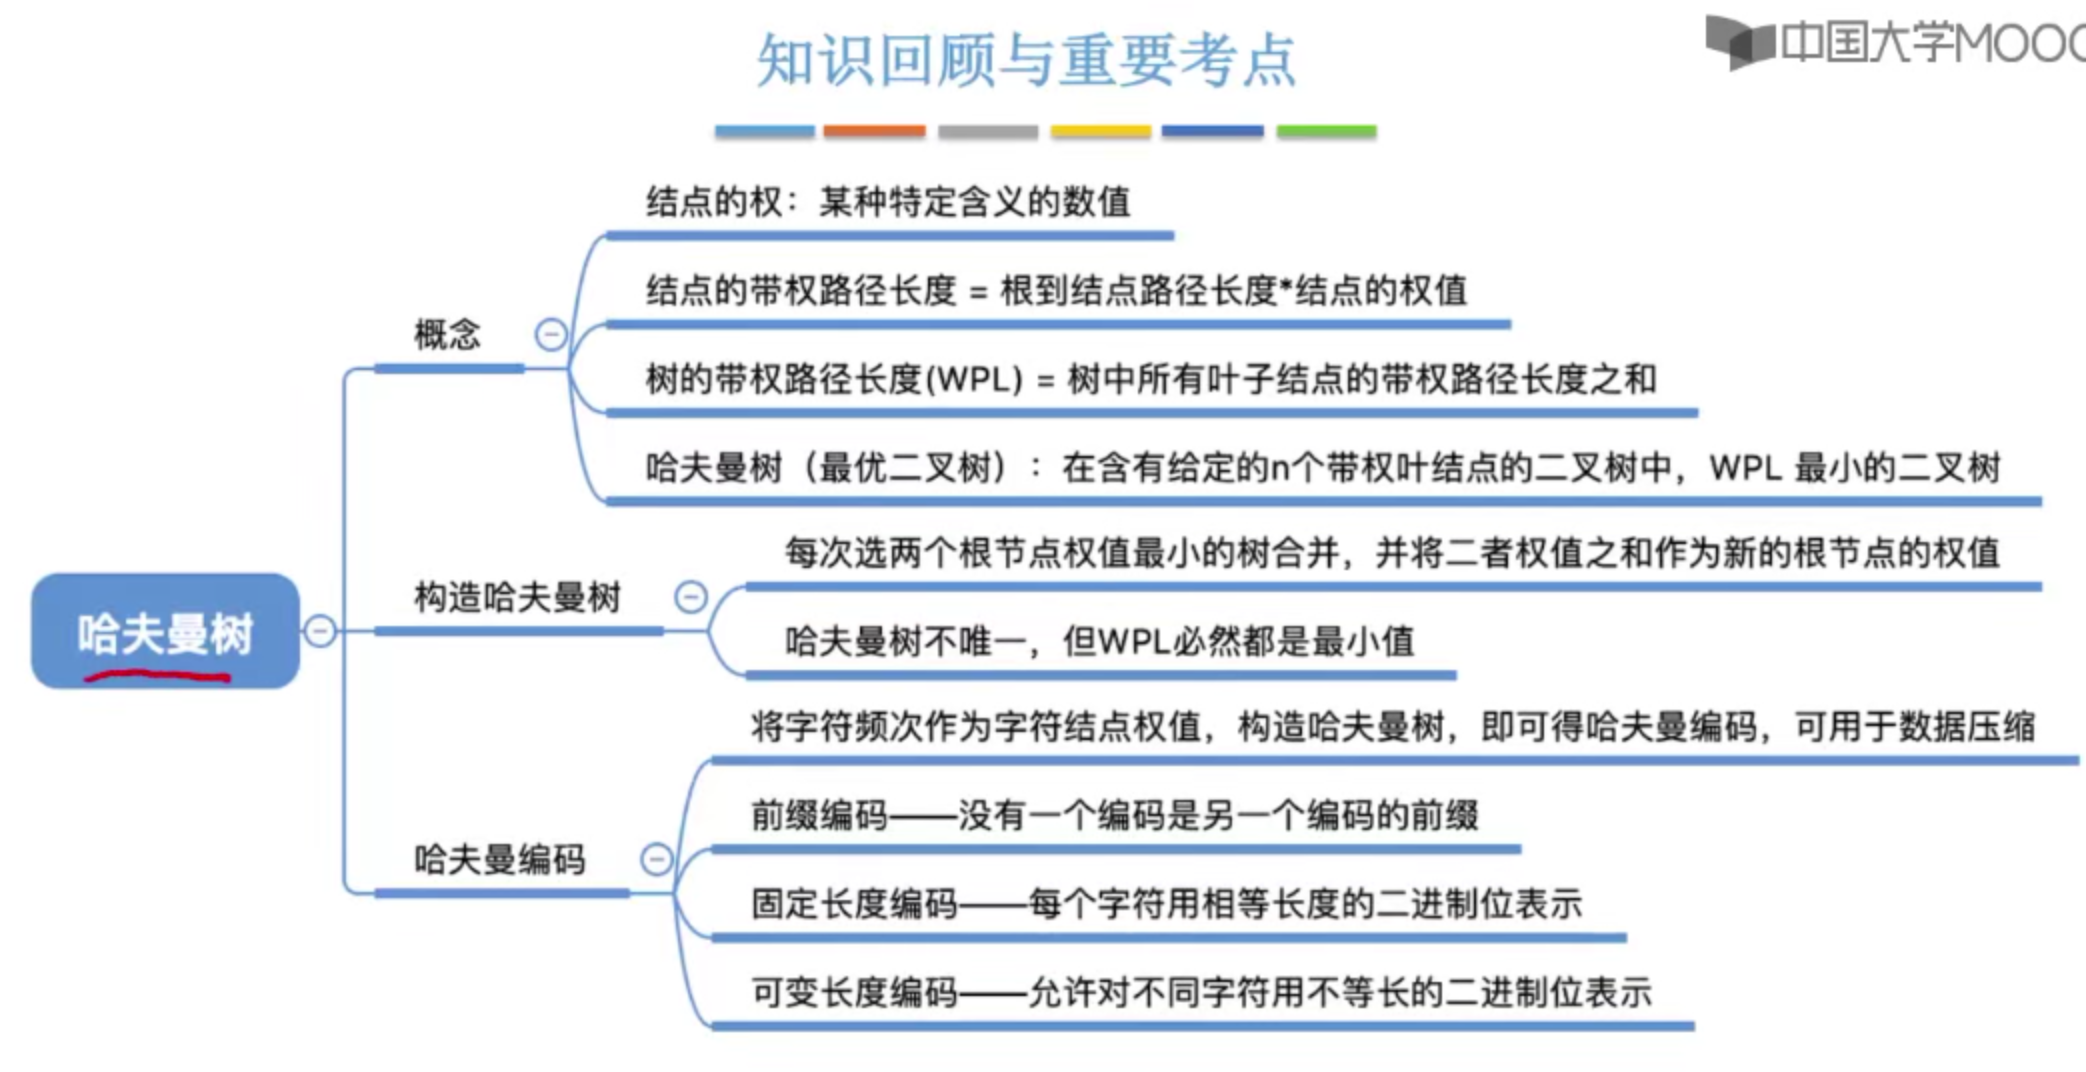 知识回顾与重要考点
中国大学MOOC
结点的权：某种特定含义的数值
结点的带权路径长度 = 根到结点路径长度*结点的权值
概念
树的带权路径长度(WPL) = 树中所有叶子结点的带权路径长度之和
哈夫曼树（最优二叉树）：在含有给定的n个带权叶结点的二叉树中，WPL 最小的二叉树
每次选两个根节点权值最小的树合并，并将二者权值之和作为新的根节点的权值
构造哈夫曼树
哈夫曼树
哈夫曼树不唯一，但WPL必然都是最小值
将字符频次作为字符结点权值，构造哈夫曼树，即可得哈夫曼编码，可用于数据压缩
前缀编码——没有一个编码是另一个编码的前缀
哈夫曼编码
固定长度编码——每个字符用相等长度的二进制位表示
可变长度编码——允许对不同字符用不等长的二进制位表示